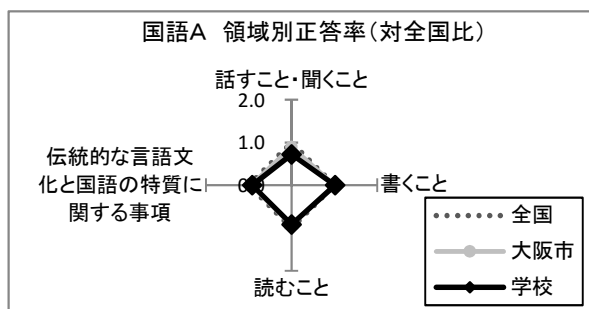 国語A 領域別正答率(対全国比)
話すこと・聞くこと
2.0
1.0
0.0
伝統的な言語文
化と国語の特質に
関する事項
書くこと
読むこと
全国
大阪市
学校